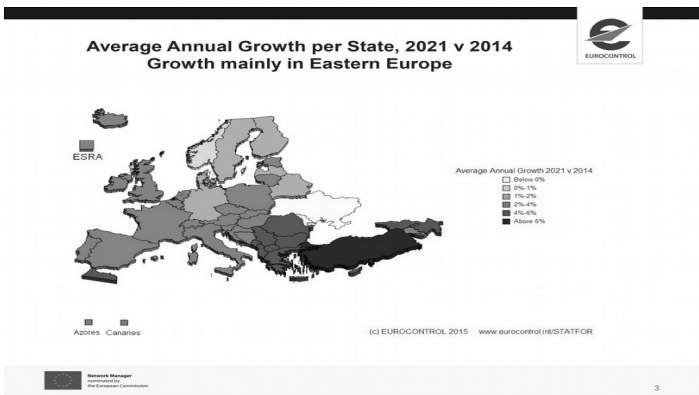 Average Annual Growth per State, 2021 v 2014
Growth mainly in Eastern Europe
EUROCONTROL
ESRA
Average Annual Growth 2021 v 2014
Below 0%
0%-1%
1%-2%
2%-4%
4%-6%
Above 6%
Azores Canaries
(c) EUROCONTROL 2015 www.eurocontrol.int/STATFOR
Network Manager
nominated by
the European Commission
3